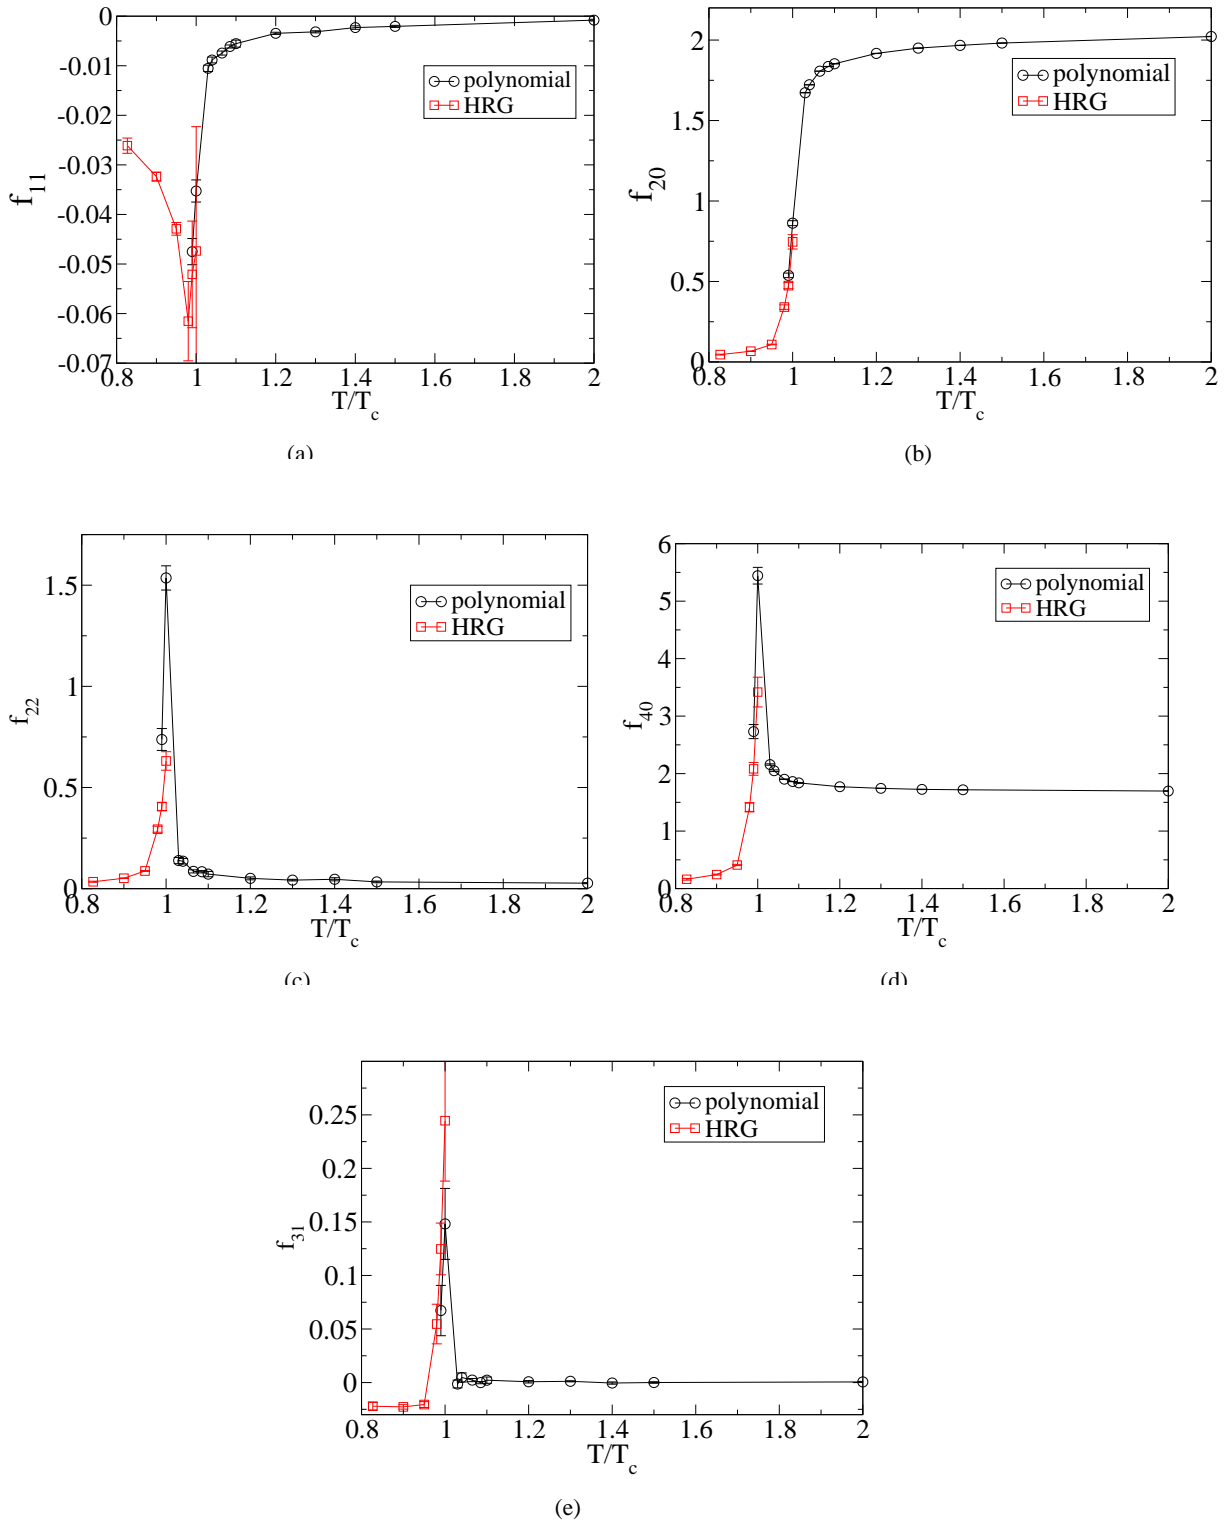 0
-0.01
-0.02
-0.03
-0.04
-0.05
-0.06
-0.07
f11
polynomial
HRG
0.8 1 1.2 1.4 1.6 1.8 2
T/Tc
(a)
2
1.5
1
0.5
0
f20
polynomial
HRG
0.8 1 1.2 1.4 1.6 1.8 2
T/Tc
(b)
1.5
1
0.5
0
f22
polynomial
HRG
0.8 1 1.2 1.4 1.6 1.8 2
T/Tc
(c)
6
5
4
3
2
1
0
f40
polynomial
HRG
0.8 1 1.2 1.4 1.6 1.8 2
T/Tc
(d)
0.25
0.2
0.15
0.1
0.05
0
f31
polynomial
HRG
0.8 1 1.2 1.4 1.6 1.8 2
T/Tc
(e)